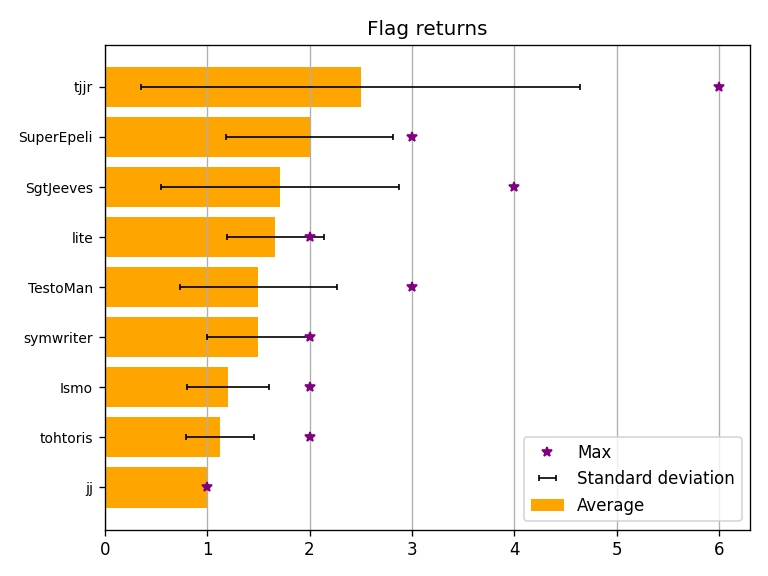 Flag returns
tjjr
SuperEpeli
SgtJeeves
lite
TestoMan
symwriter
Ismo
tohtoris
jj
Max
Standard deviation
Average
0 1 2 3 4 5 6